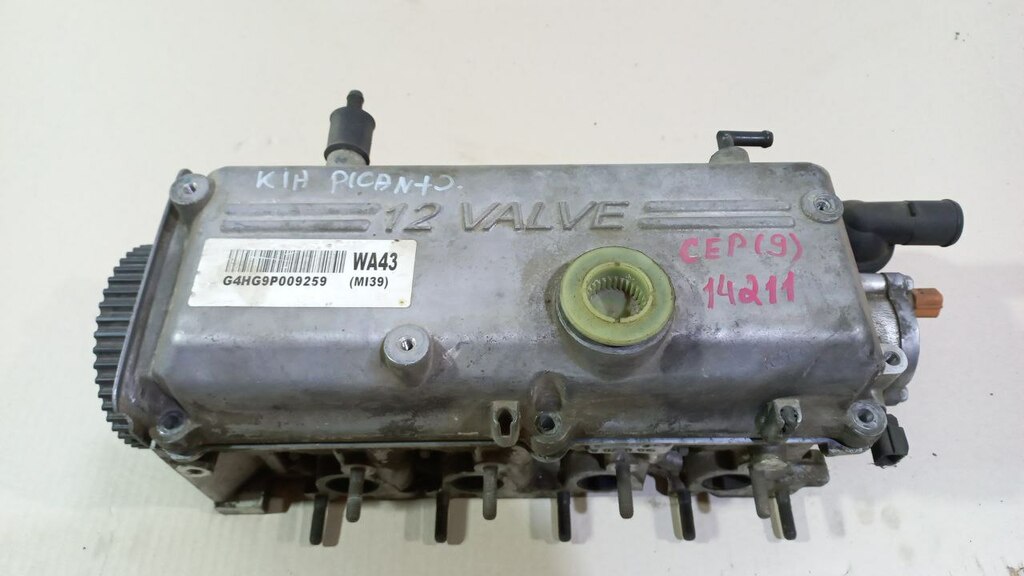 KIA PICANTO.
12 VALVE
WA43
G4HG9P009259 (MI39)
CEP(9)
14211